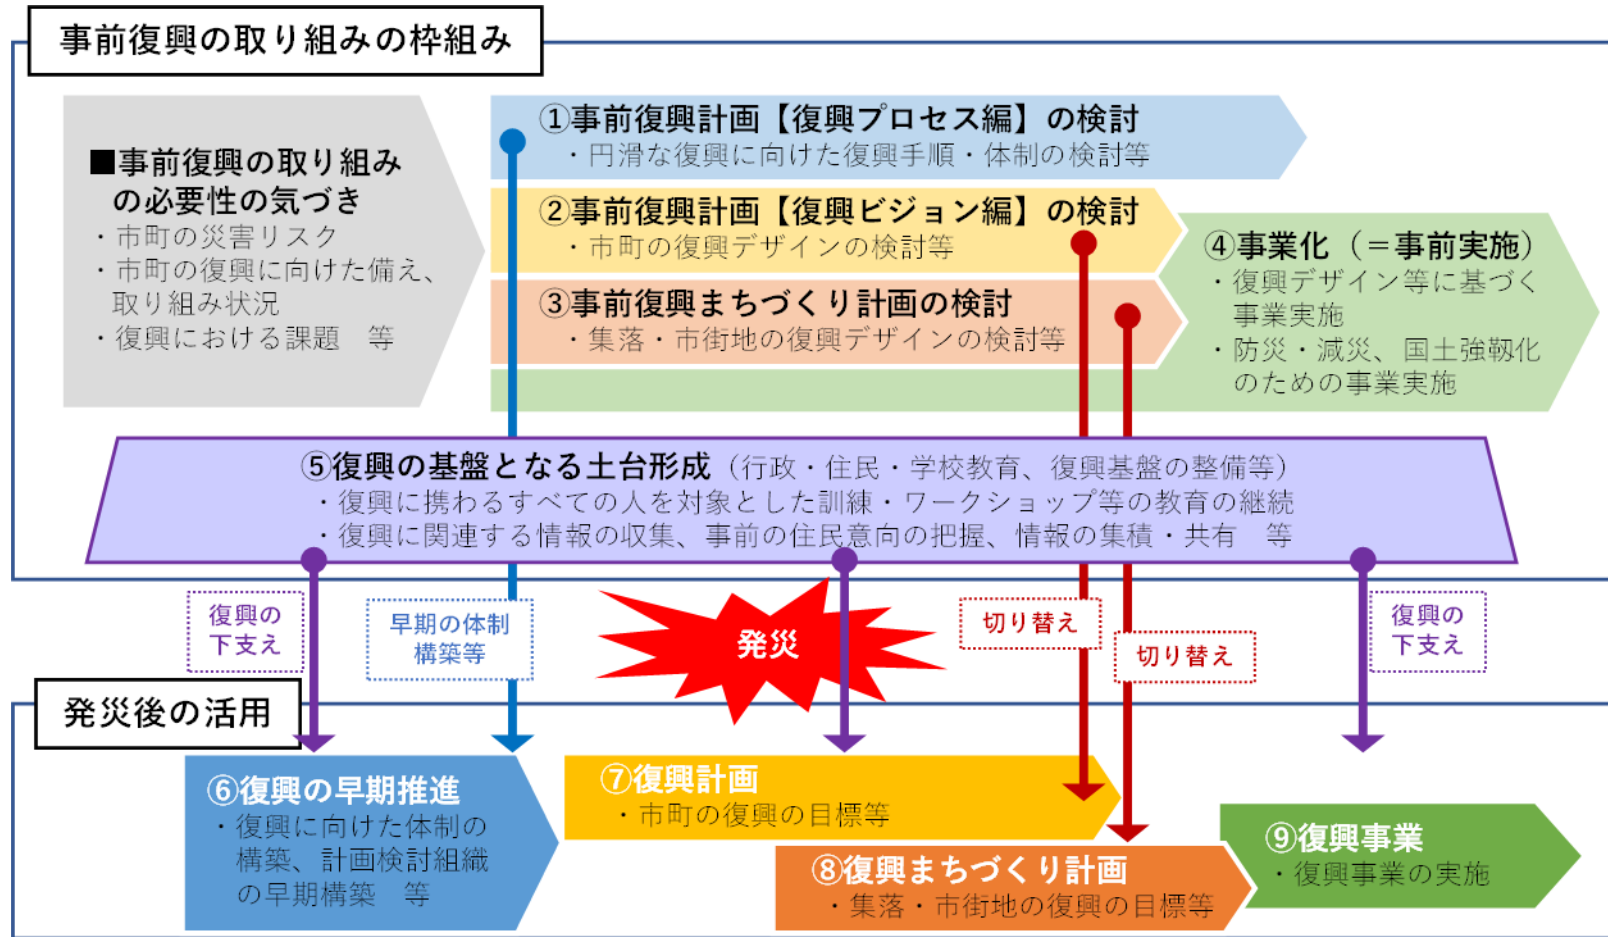 事前復興の取り組みの枠組み
■事前復興の取り組み
の必要性の気づき
・市町の災害リスク
・市町の復興に向けた備え、
取り組み状況
・復興における課題　等
①事前復興計画【復興プロセス編】の検討
・円滑な復興に向けた復興手順・体制の検討等
②事前復興計画【復興ビジョン編】の検討
・市町の復興デザインの検討等
③事前復興まちづくり計画の検討
・集落・市街地の復興デザインの検討等
④事業化（＝事前実施）
・復興デザイン等に基づく
事業実施
・防災・減災、国土強靱化
のための事業実施
⑤復興の基盤となる土台形成（行政・住民・学校教育、復興基盤の整備等）
・復興に携わるすべての人を対象とした訓練・ワークショップ等の教育の継続
・復興に関連する情報の収集、事前の住民意向の把握、情報の集積・共有　等
復興の
下支え
早期の体制
構築等
発災
切り替え
切り替え
復興の
下支え
発災後の活用
⑥復興の早期推進
・復興に向けた体制の
構築、計画検討組織
の早期構築　等
⑦復興計画
・市町の復興の目標等
⑧復興まちづくり計画
・集落・市街地の復興の目標等
⑨復興事業
・復興事業の実施